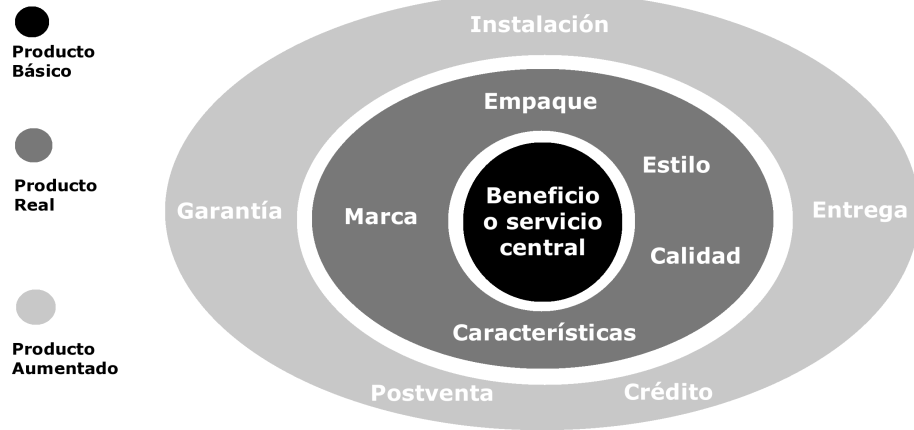 Producto
Básico
Producto
Real
Producto
Aumentado
Instalación
Empaque
Estilo
Garantía
Marca
Beneficio
o servicio
central
Entrega
Calidad
Características
Postventa
Crédito